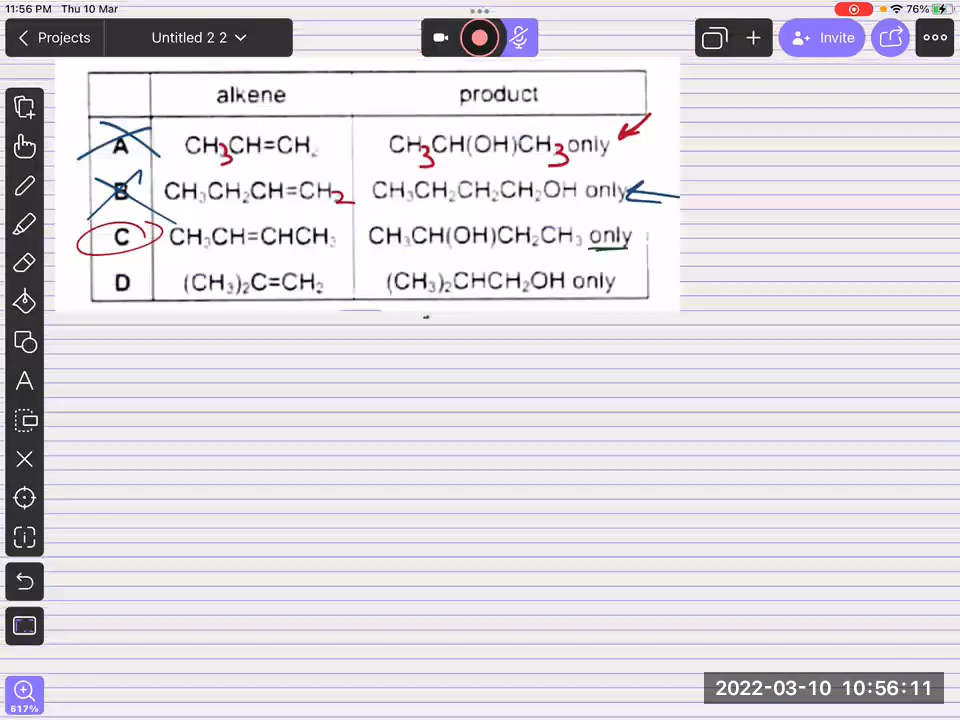 11:56 PM Thu 10 Mar 76%
Projects Untitled 2 2 Invite
alkene product
A CH3CH=CH₂ CH3CH(OH)CH3 only
B CH₃CH₂CH=CH2 CH₃CH₂CH₂CH₂OH only
C CH₃CH=CHCH₃ CH₃CH(OH)CH₂CH₃ only
D (CH₃)₂C=CH₂ (CH₃)₂CHCH₂OH only
A
617%
2022-03-10 10:56:11